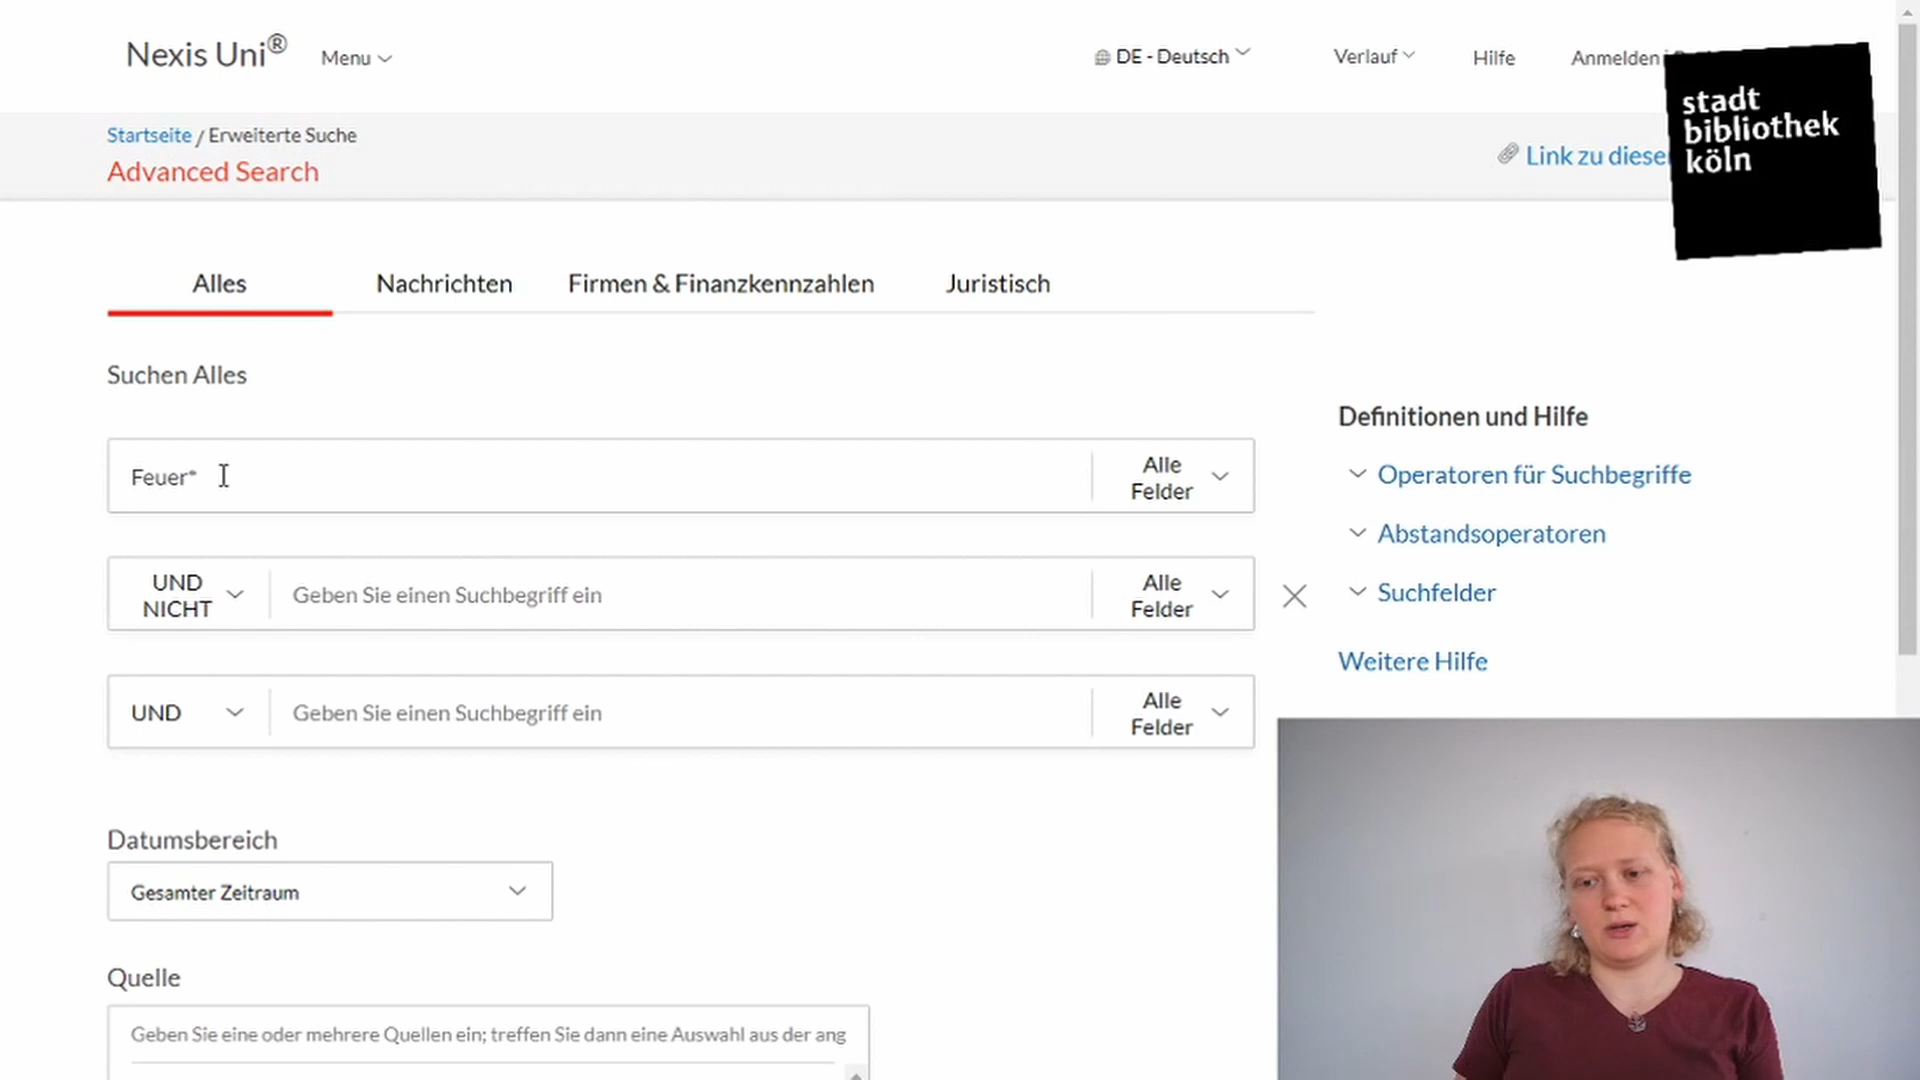 Nexis Uni®
Menu
DE - Deutsch
Verlauf
Hilfe
Anmelden
stadt
bibliothek
köln
Startseite / Erweiterte Suche
Advanced Search
Link zu dieser
Alles
Nachrichten
Firmen & Finanzkennzahlen
Juristisch
Suchen Alles
Feuer*
Alle
Felder
UND
NICHT
Geben Sie einen Suchbegriff ein
Alle
Felder
UND
Geben Sie einen Suchbegriff ein
Alle
Felder
Definitionen und Hilfe
Operatoren für Suchbegriffe
Abstandsoperatoren
Suchfelder
Weitere Hilfe
Datumsbereich
Gesamter Zeitraum
Quelle
Geben Sie eine oder mehrere Quellen ein; treffen Sie dann eine Auswahl aus der ang